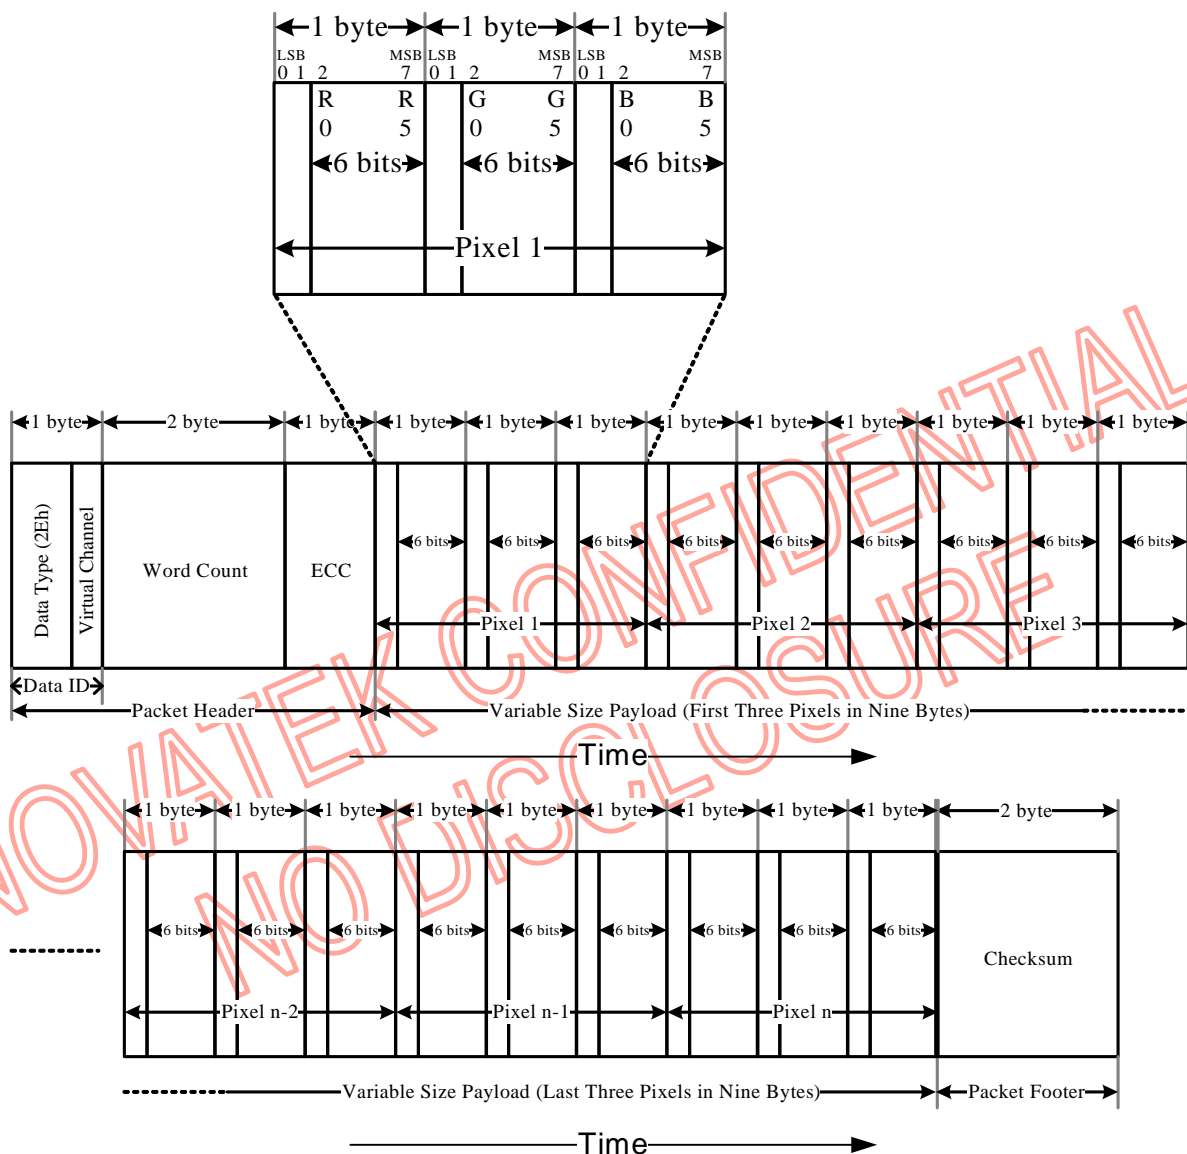 1 byte 1 byte 1 byte
LSB MSB LSB MSB LSB MSB
0 1 2 7 0 1 2 7 0 1 2 7
R R G G B B
0 5 0 5 0 5
6 bits 6 bits 6 bits
Pixel 1
1 byte 2 byte 1 byte 1 byte 1 byte 1 byte 1 byte 1 byte 1 byte 1 byte 1 byte 1 byte
Data Type (2Eh)
Virtual Channel
Word Count
ECC
6 bits 6 bits 6 bits 6 bits 6 bits 6 bits 6 bits 6 bits 6 bits
Pixel 1 Pixel 2 Pixel 3
Data ID
Packet Header Variable Size Payload (First Three Pixels in Nine Bytes)
Time
1 byte 1 byte 1 byte 1 byte 1 byte 1 byte 1 byte 1 byte 1 byte 2 byte
6 bits 6 bits 6 bits 6 bits 6 bits 6 bits 6 bits 6 bits 6 bits
Checksum
Pixel n-2 Pixel n-1 Pixel n
Variable Size Payload (Last Three Pixels in Nine Bytes) Packet Footer
Time
NOVATEK CONFIDENTIAL
NO DISCLOSURE